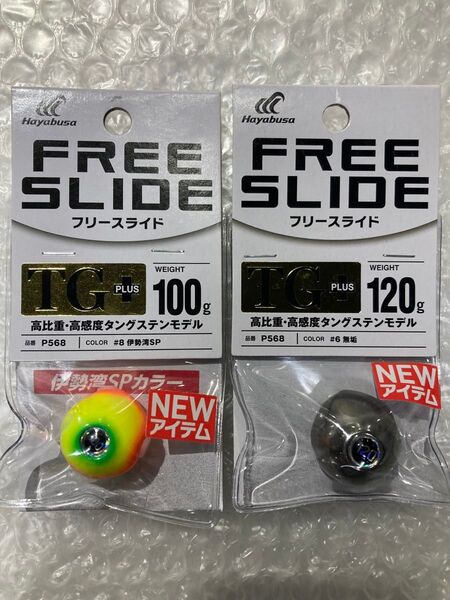 Hayabusa
FREE
SLIDE
フリースライド
TG+
PLUS
WEIGHT
100g
高比重・高感度タングステンモデル
品番 P568 COLOR #8 伊勢湾SP
伊勢湾SPカラー
NEW
アイテム
Hayabusa
FREE
SLIDE
フリースライド
TG+
PLUS
WEIGHT
120g
高比重・高感度タングステンモデル
品番 P568 COLOR #6 無垢
NEW
アイテム